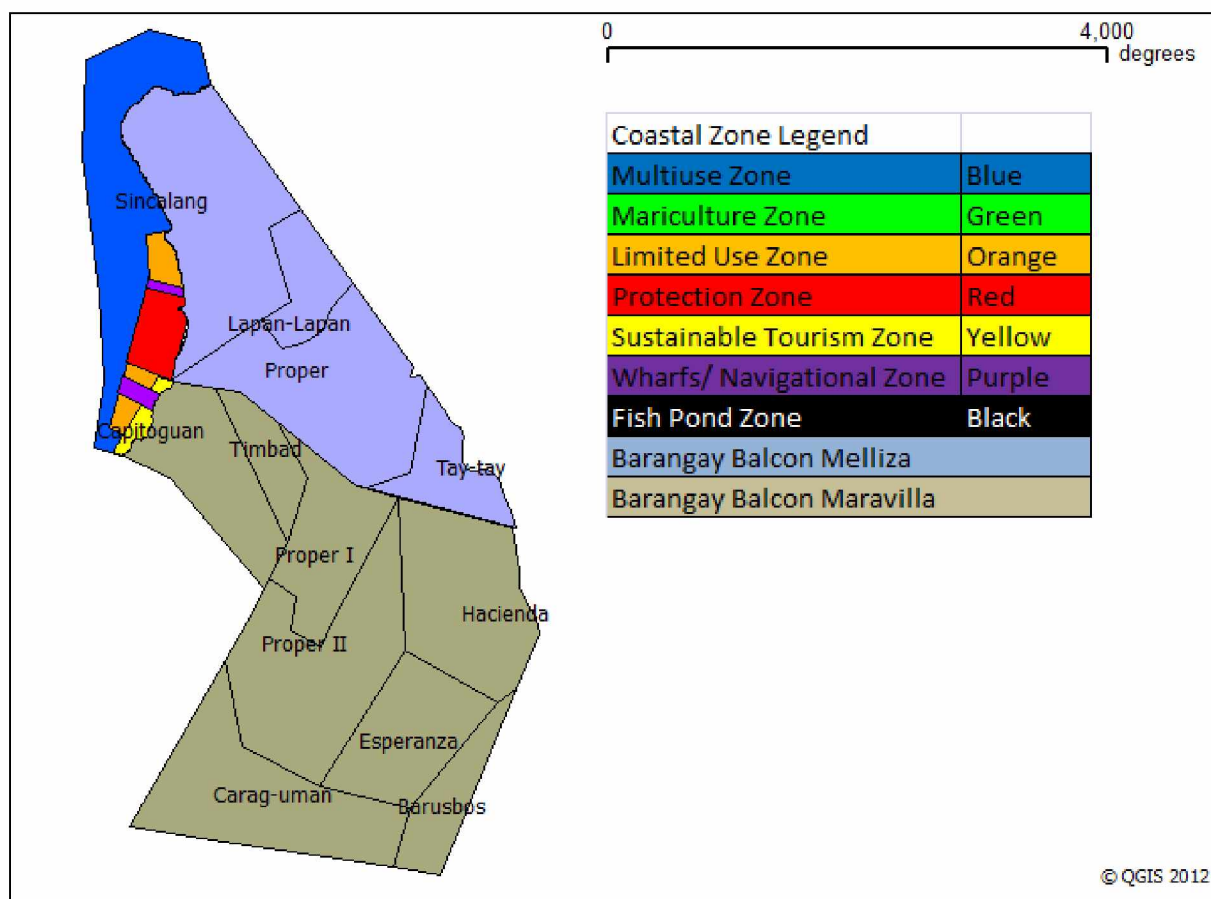 0 4,000
degrees
Coastal Zone Legend
Multiuse Zone Blue
Mariculture Zone Green
Limited Use Zone Orange
Protection Zone Red
Sustainable Tourism Zone Yellow
Wharfs/ Navigational Zone Purple
Fish Pond Zone Black
Barangay Balcon Melliza
Barangay Balcon Maravilla
Sincalang
Lapan-Lapan
Proper
Capitoguan
Timbad
Tay-tay
Proper I
Hacienda
Proper II
Esperanza
Carag-uman
Barusbos
© QGIS 2012